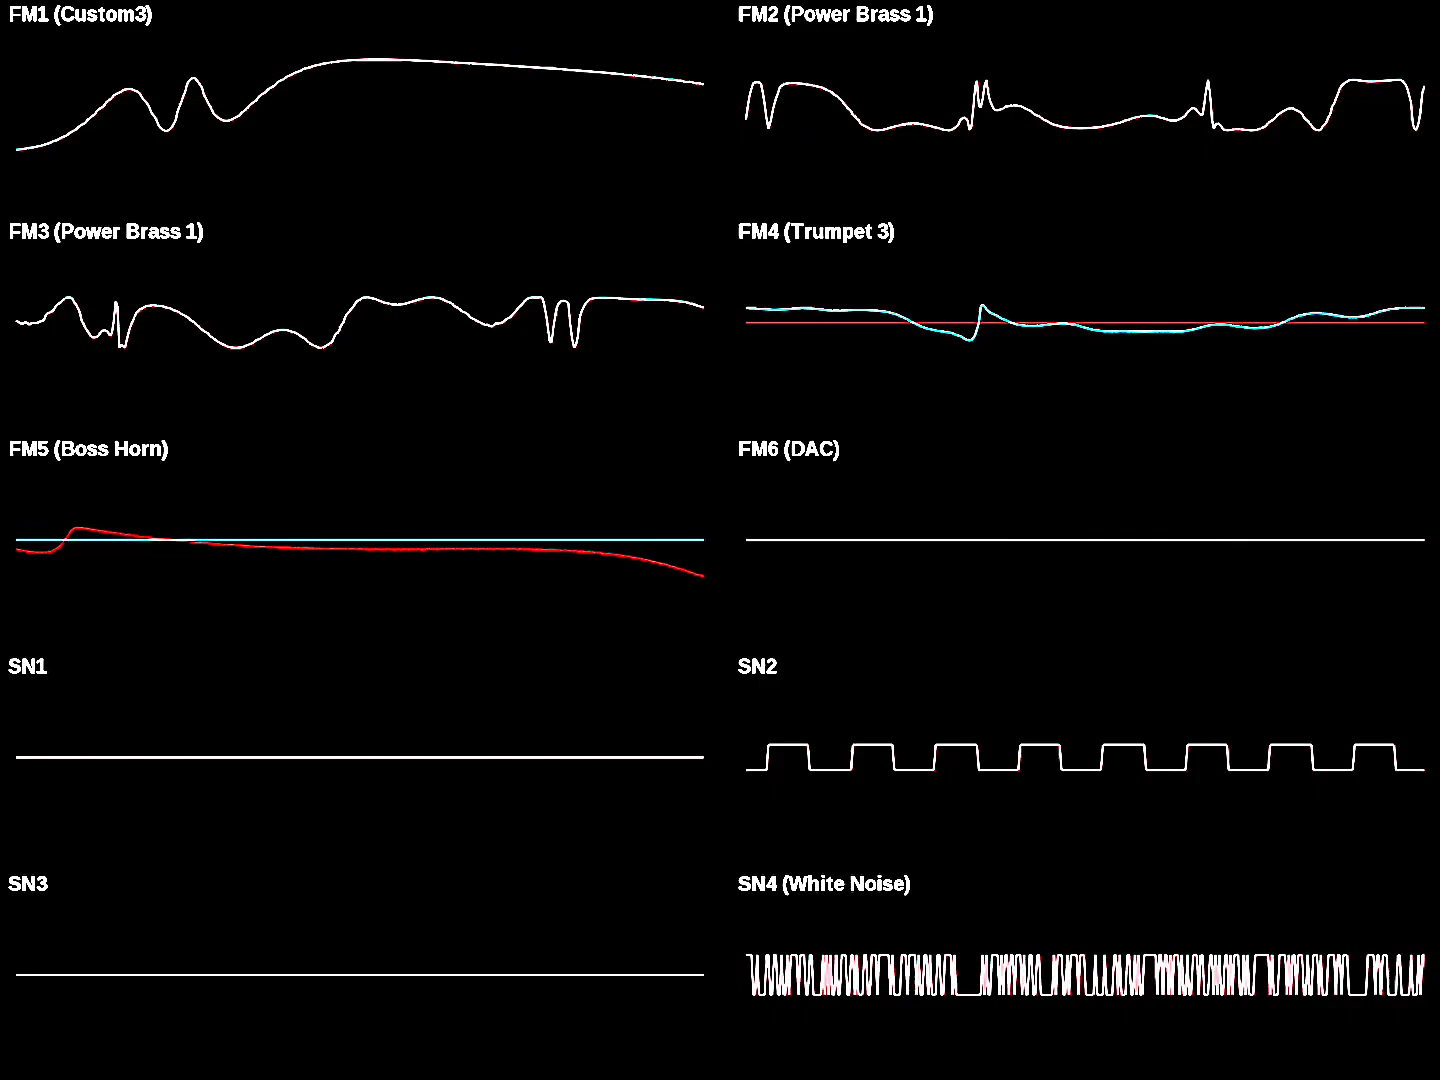 FM1 (Custom3)
FM2 (Power Brass 1)
FM3 (Power Brass 1)
FM4 (Trumpet 3)
FM5 (Boss Horn)
FM6 (DAC)
SN1
SN2
SN3
SN4 (White Noise)